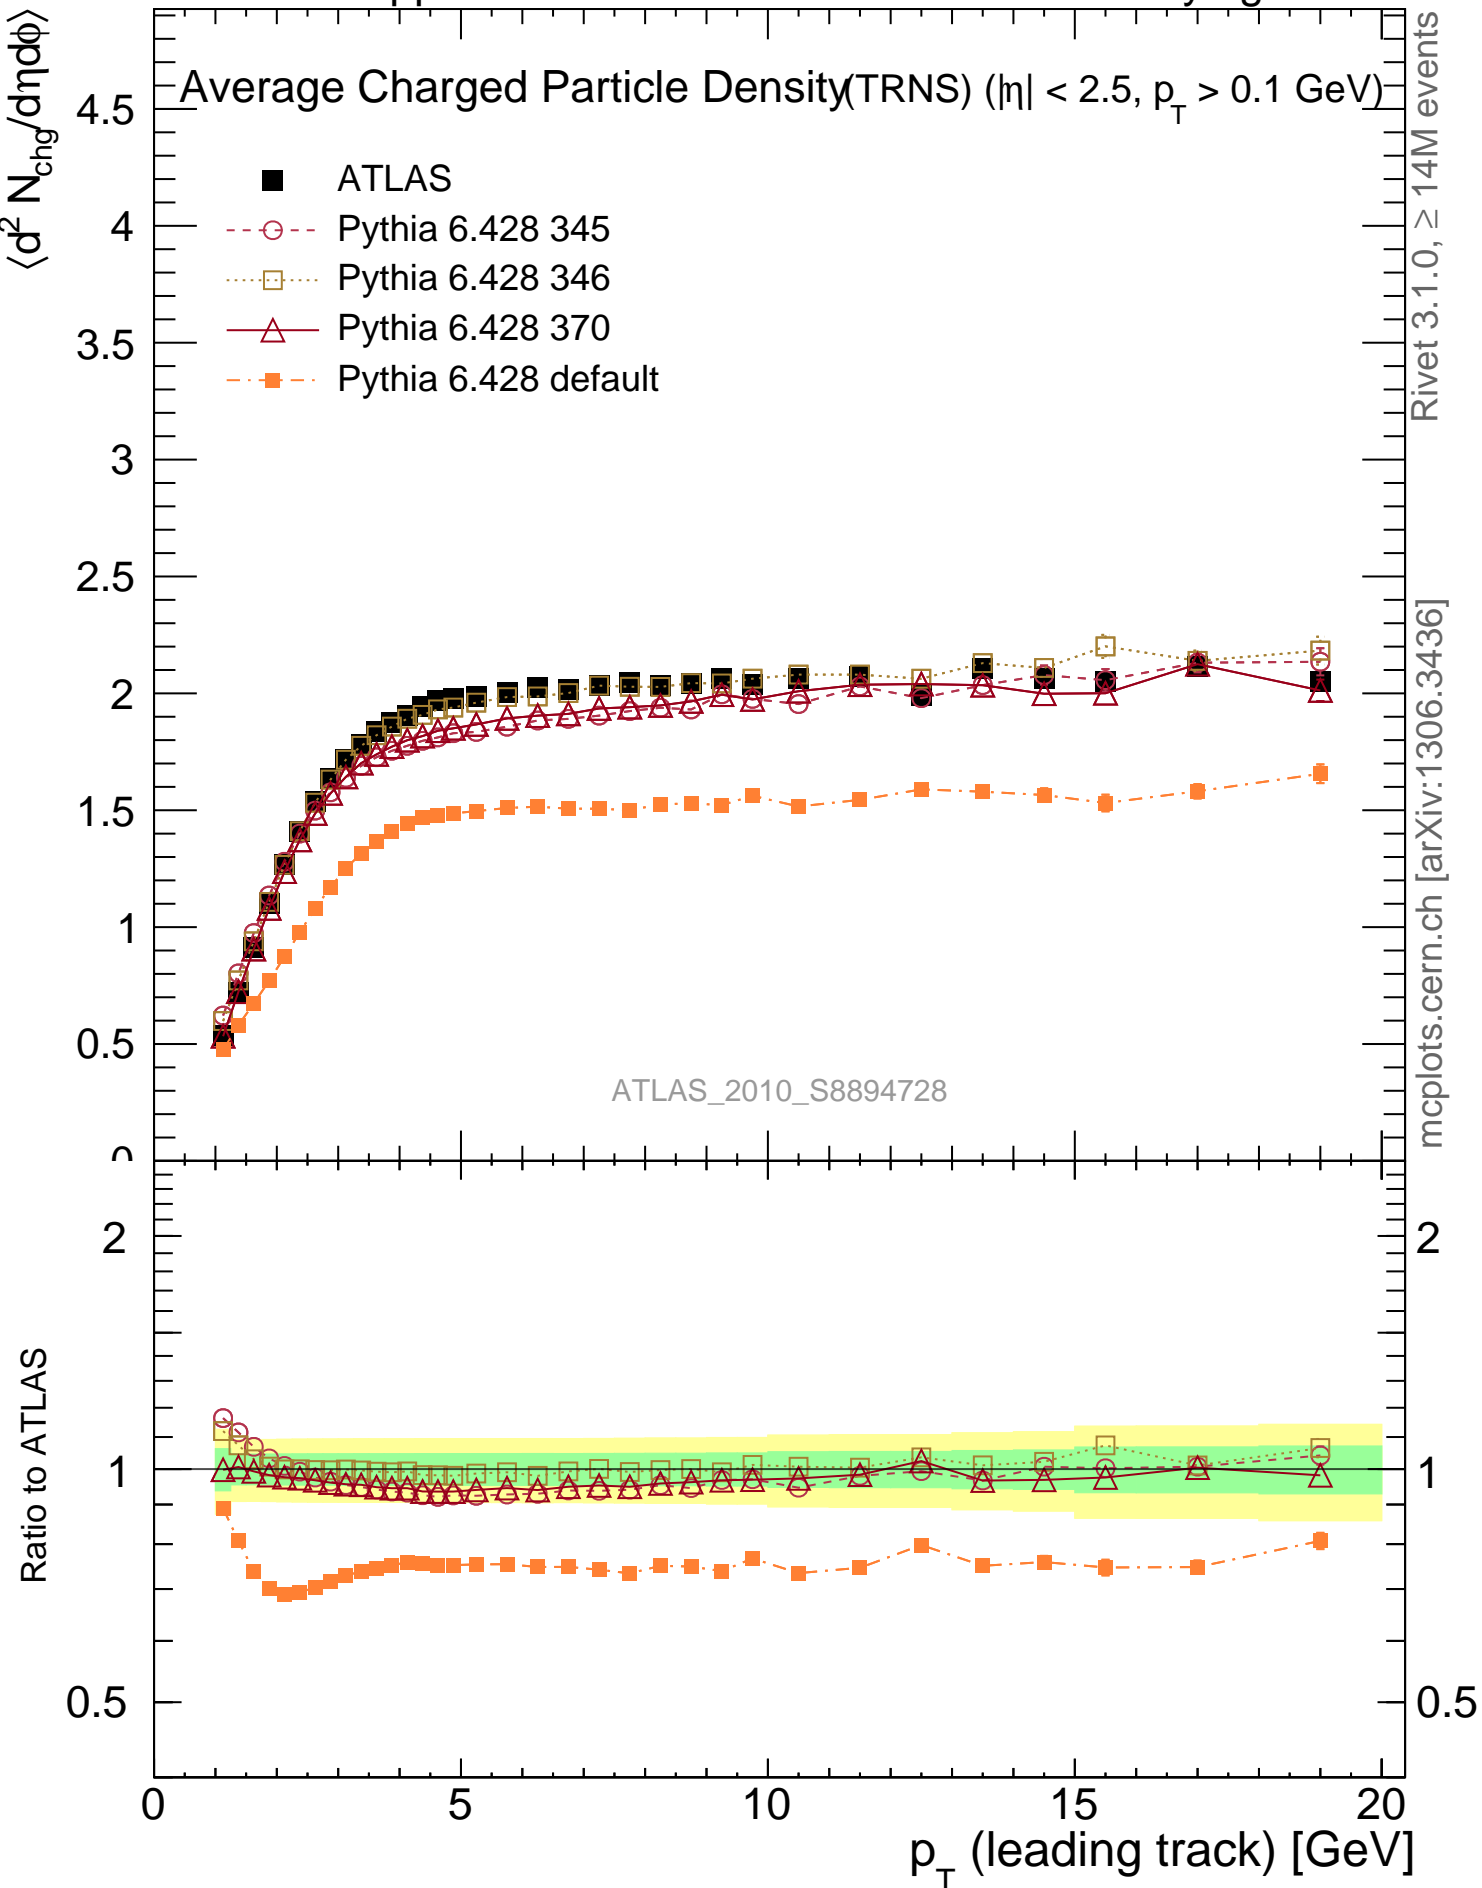 Average Charged Particle Density (TRNS) (|η| < 2.5, p_T > 0.1 GeV)
⟨d² N_chg/dηdφ⟩
ATLAS
Pythia 6.428 345
Pythia 6.428 346
Pythia 6.428 370
Pythia 6.428 default
4.5
4
3.5
3
2.5
2
1.5
1
0.5
0
ATLAS_2010_S8894728
Rivet 3.1.0, ≥ 14M events
mcplots.cern.ch [arXiv:1306.3436]
Ratio to ATLAS
2
1
0.5
2
1
0.5
0 5 10 15 20
p_T (leading track) [GeV]